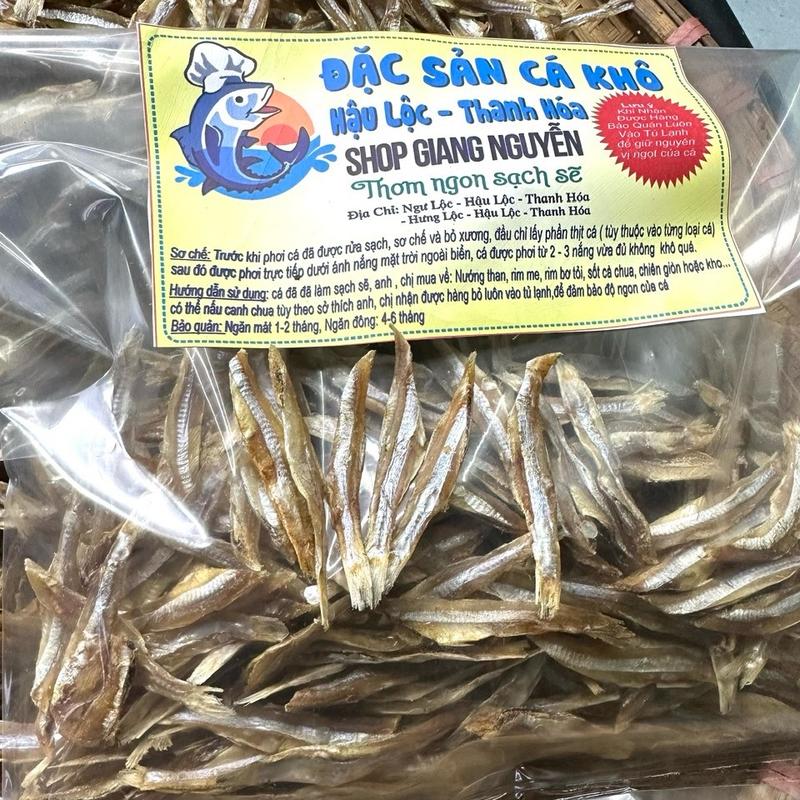 ĐẶC SẢN CÁ KHÔ
HẬU LỘC - THANH HÓA
SHOP GIANG NGUYỄN
Thơm ngon sạch sẽ
Địa Chỉ: Ngư Lộc - Hậu Lộc - Thanh Hóa
- Hưng Lộc - Hậu Lộc - Thanh Hóa
Lưu ý
Khi Nhận
Được Hàng
Bảo Quản Luôn
Vào Tủ Lạnh
để giữ nguyên
vị ngọt của cá
Sơ chế: Trước khi phơi cá đã được rửa sạch, sơ chế và bỏ xương, đầu chỉ lấy phần thịt cá ( tùy thuộc vào từng loại cá)
sau đó được phơi trực tiếp dưới ánh nắng mặt trời ngoài biển, cá được phơi từ 2 - 3 nắng vừa đủ không khô quá.
Hướng dẫn sử dụng: cá đã đã làm sạch sẽ, anh , chị mua về: Nướng than, rim me, rim bơ tỏi, sốt cà chua, chiên giòn hoặc kho...
có thể nấu canh chua tùy theo sở thích anh, chị nhận được hàng bỏ luôn vào tủ lạnh,để đảm bảo độ ngon của cá
Bảo quản: Ngăn mát 1-2 tháng, Ngăn đông: 4-6 tháng